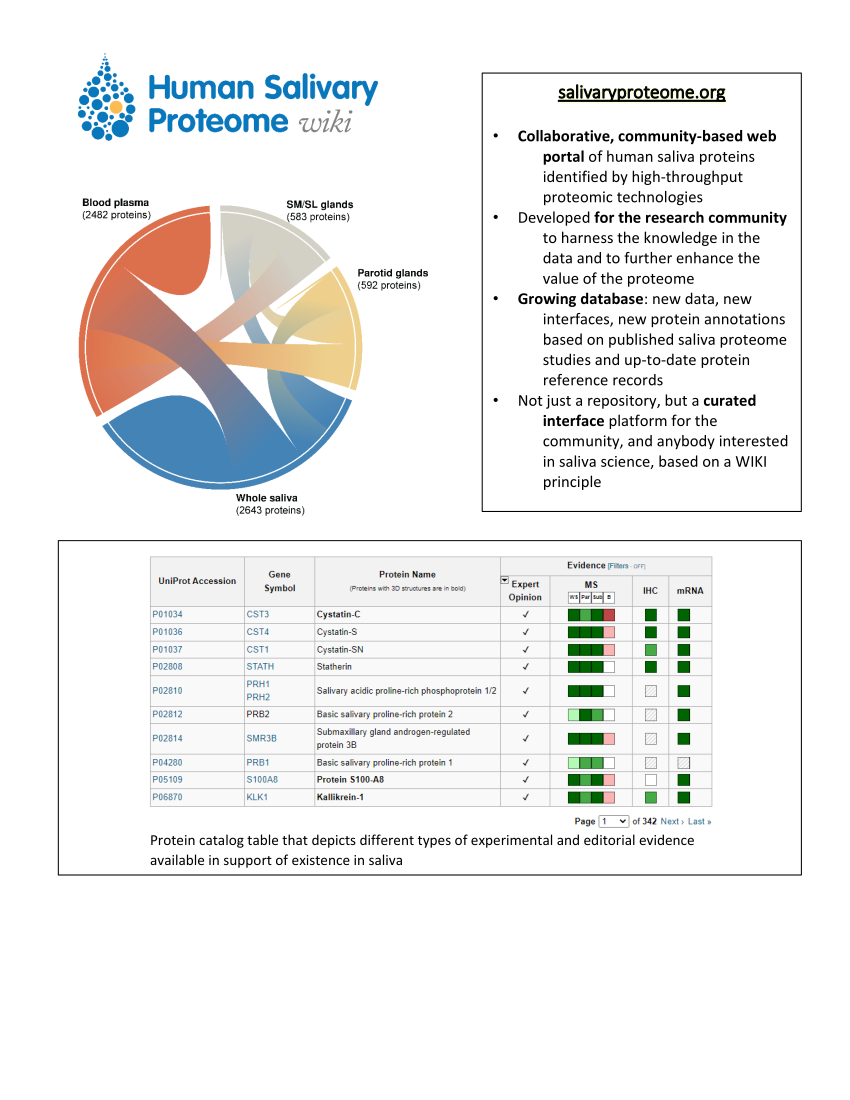 Human Salivary
Proteome wiki
salivaryproteome.org
• Collaborative, community-based web
portal of human saliva proteins
identified by high-throughput
proteomic technologies
• Developed for the research community
to harness the knowledge in the
data and to further enhance the
value of the proteome
• Growing database: new data, new
interfaces, new protein annotations
based on published saliva proteome
studies and up-to-date protein
reference records
• Not just a repository, but a curated
interface platform for the
community, and anybody interested
in saliva science, based on a WIKI
principle
Blood plasma
(2482 proteins)
SM/SL glands
(583 proteins)
Parotid glands
(592 proteins)
Whole saliva
(2643 proteins)
UniProt Accession
Gene
Symbol
Protein Name
(Proteins with 3D structures are in bold)
Evidence [Filters - OFF]
Expert
Opinion
MS
WS Par Sub B
IHC
mRNA
P01034 CST3 Cystatin-C ✓
P01036 CST4 Cystatin-S ✓
P01037 CST1 Cystatin-SN ✓
P02808 STATH Statherin ✓
P02810 PRH1 PRH2 Salivary acidic proline-rich phosphoprotein 1/2 ✓
P02812 PRB2 Basic salivary proline-rich protein 2 ✓
P02814 SMR3B Submaxillary gland androgen-regulated
protein 3B ✓
P04280 PRB1 Basic salivary proline-rich protein 1 ✓
P05109 S100A8 Protein S100-A8 ✓
P06870 KLK1 Kallikrein-1 ✓
Page 1 of 342 Next › Last »
Protein catalog table that depicts different types of experimental and editorial evidence
available in support of existence in saliva